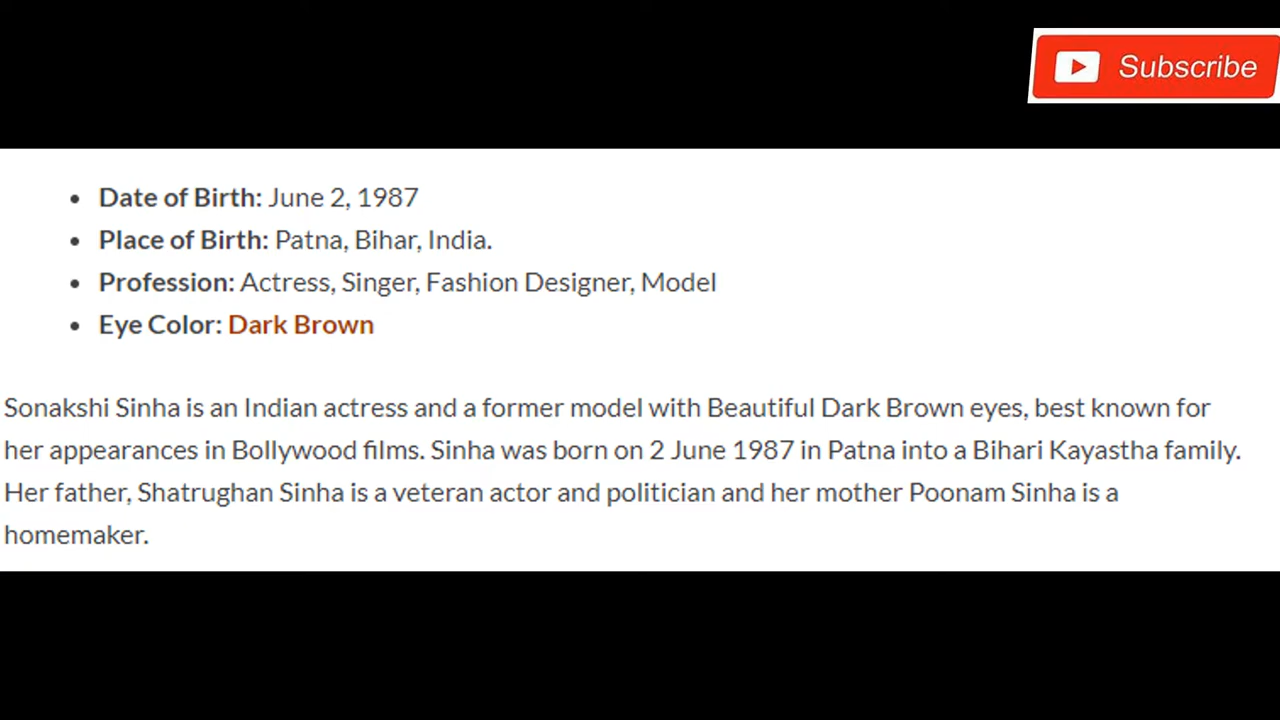 Subscribe
• Date of Birth: June 2, 1987
• Place of Birth: Patna, Bihar, India.
• Profession: Actress, Singer, Fashion Designer, Model
• Eye Color: Dark Brown
Sonakshi Sinha is an Indian actress and a former model with Beautiful Dark Brown eyes, best known for
her appearances in Bollywood films. Sinha was born on 2 June 1987 in Patna into a Bihari Kayastha family.
Her father, Shatrughan Sinha is a veteran actor and politician and her mother Poonam Sinha is a
homemaker.